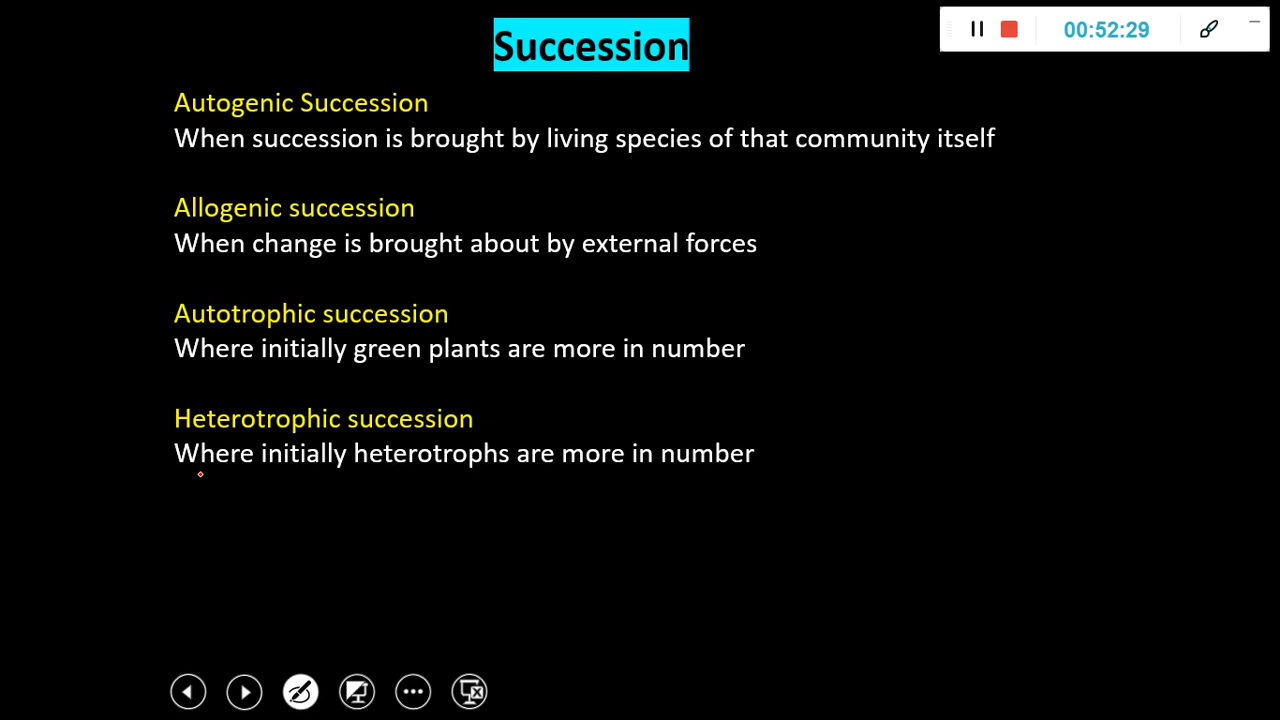 Succession
00:52:29
Autogenic Succession
When succession is brought by living species of that community itself
Allogenic succession
When change is brought about by external forces
Autotrophic succession
Where initially green plants are more in number
Heterotrophic succession
Where initially heterotrophs are more in number